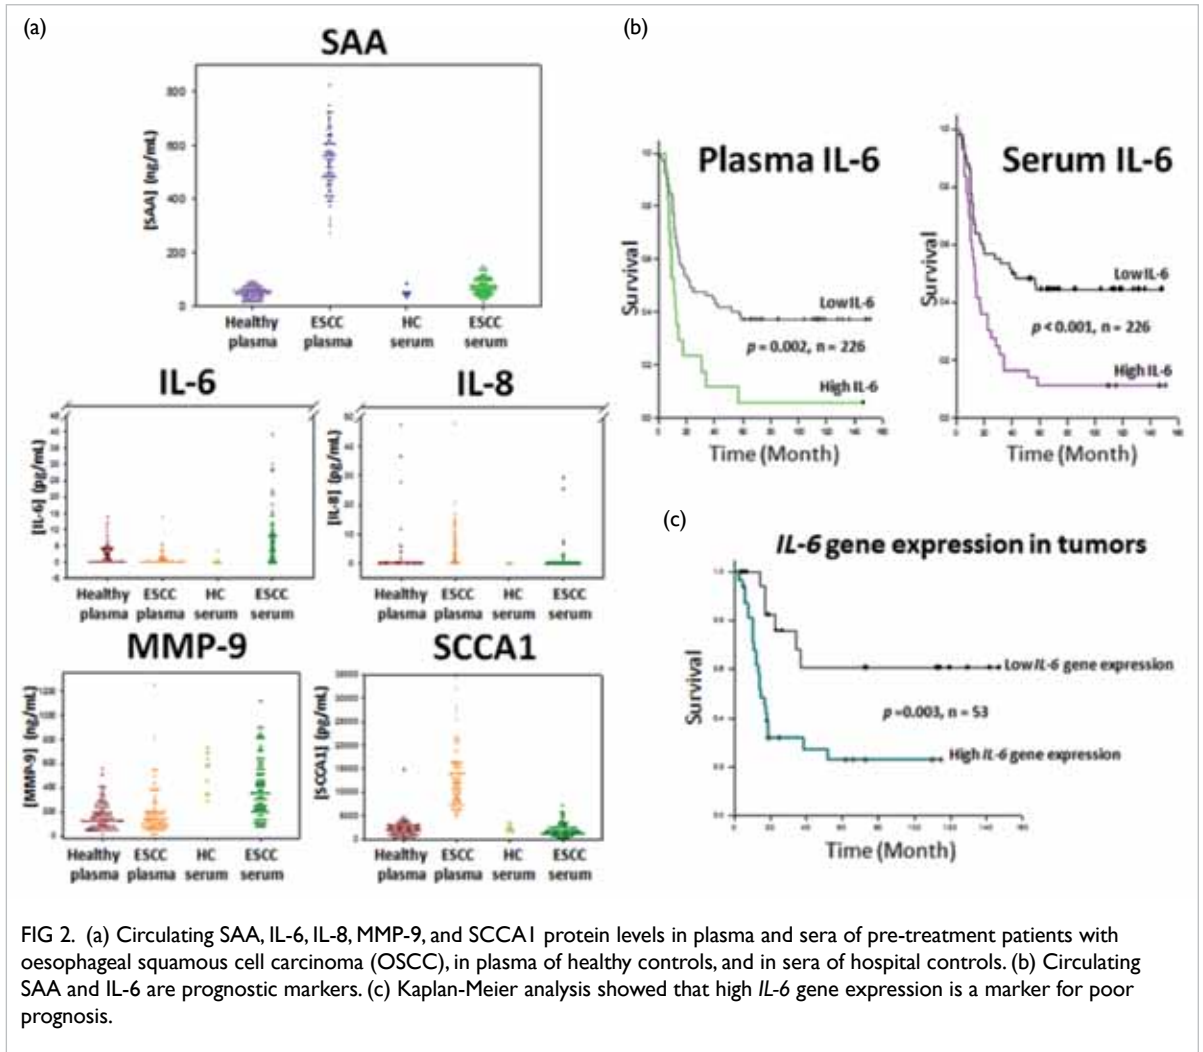 (a)
SAA
[SAA] (ng/mL)
800
600
400
200
0
Healthy plasma
ESCC plasma
HC serum
ESCC serum
IL-6
[IL-6] (pg/mL)
Healthy plasma
ESCC plasma
HC serum
ESCC serum
IL-8
[IL-8] (pg/mL)
Healthy plasma
ESCC plasma
HC serum
ESCC serum
MMP-9
[MMP-9] (ng/mL)
Healthy plasma
ESCC plasma
HC serum
ESCC serum
SCCA1
[SCCA1] (pg/mL)
Healthy plasma
ESCC plasma
HC serum
ESCC serum
(b)
Plasma IL-6
Survival
Low IL-6
p = 0.002, n = 226
High IL-6
Time (Month)
Serum IL-6
Survival
Low IL-6
p < 0.001, n = 226
High IL-6
Time (Month)
(c)
IL-6 gene expression in tumors
Survival
Low IL-6 gene expression
p =0.003, n = 53
High IL-6 gene expression
Time (Month)
FIG 2. (a) Circulating SAA, IL-6, IL-8, MMP-9, and SCCA1 protein levels in plasma and sera of pre-treatment patients with
oesophageal squamous cell carcinoma (OSCC), in plasma of healthy controls, and in sera of hospital controls. (b) Circulating
SAA and IL-6 are prognostic markers. (c) Kaplan-Meier analysis showed that high IL-6 gene expression is a marker for poor
prognosis.